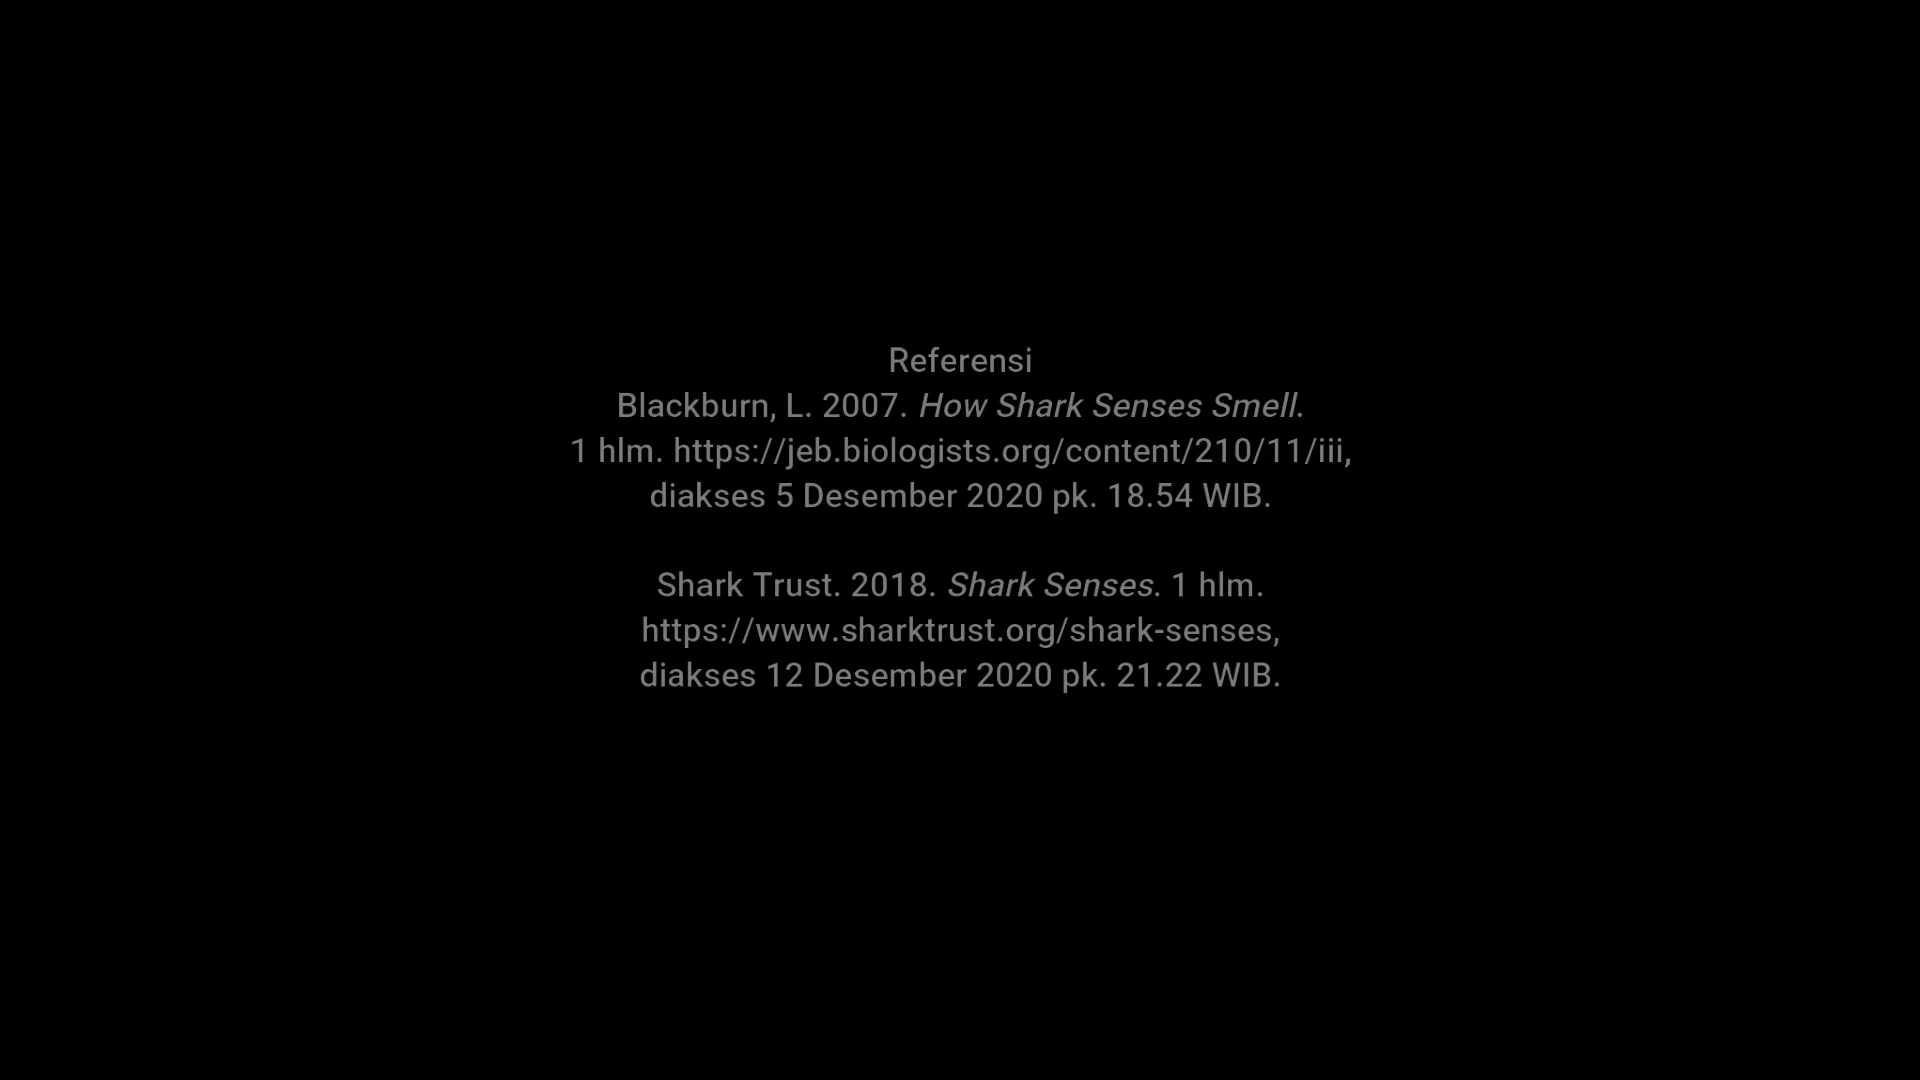 Referensi
Blackburn, L. 2007. How Shark Senses Smell.
1 hlm. https://jeb.biologists.org/content/210/11/iii,
diakses 5 Desember 2020 pk. 18.54 WIB.
Shark Trust. 2018. Shark Senses. 1 hlm.
https://www.sharktrust.org/shark-senses,
diakses 12 Desember 2020 pk. 21.22 WIB.